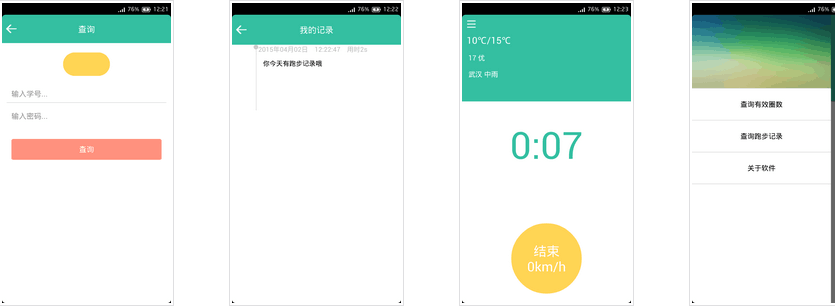 76% 12:21
查询
输入学号...
输入密码...
查询
76% 12:22
我的记录
2015年04月02日 12:22:47 用时2s
你今天有跑步记录哦
76% 12:23
10℃/15℃
17 优
武汉 中雨
0:07
结束
0km/h
76%
查询有效圈数
查询跑步记录
关于软件